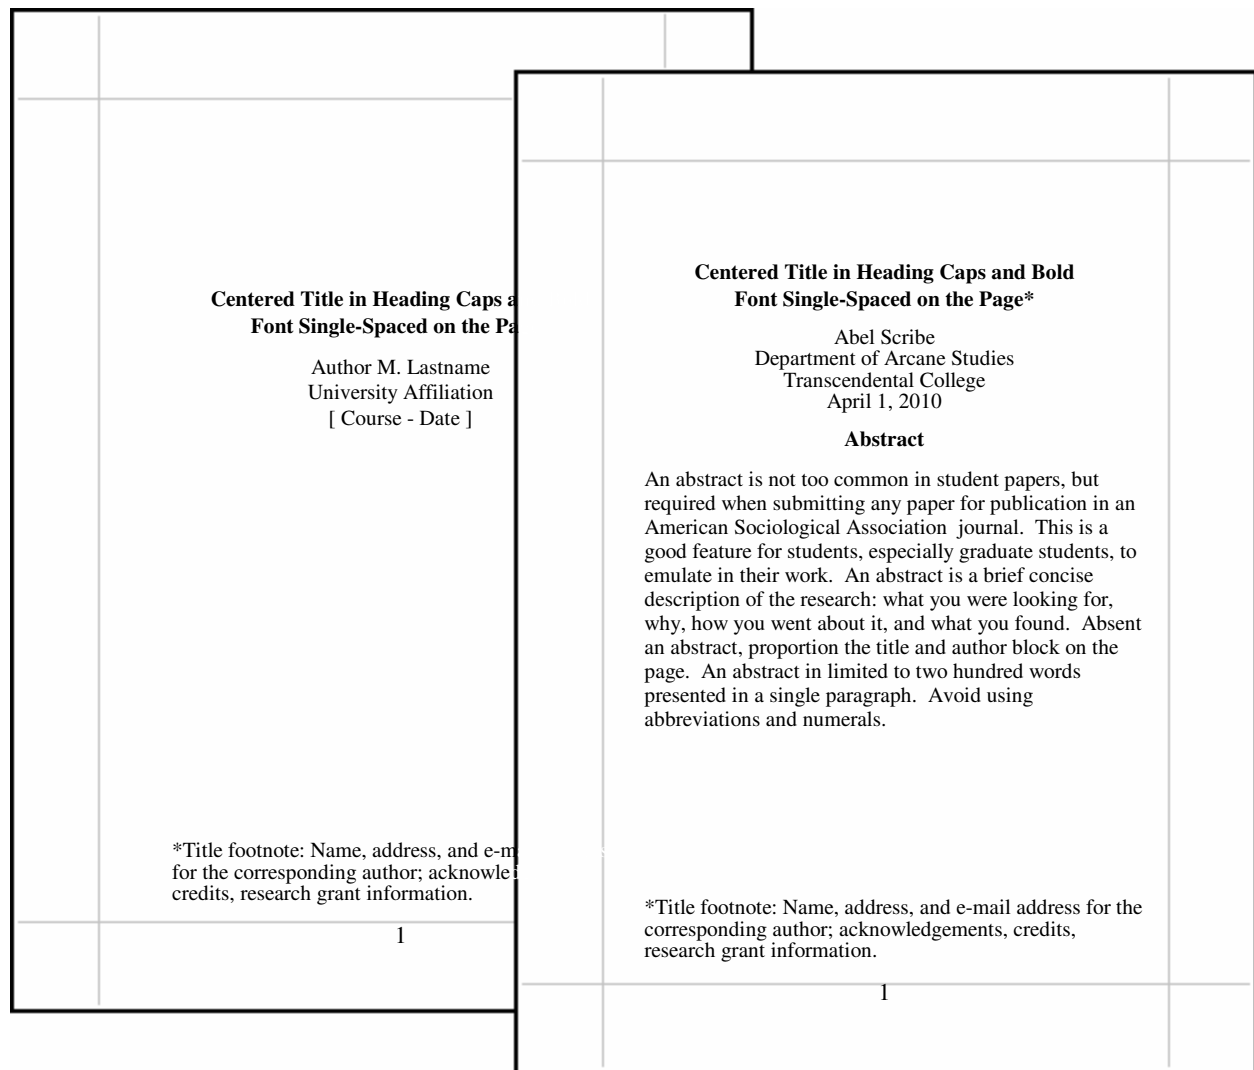 Centered Title in Heading Caps a
Font Single-Spaced on the Pa
Author M. Lastname
University Affiliation
[ Course - Date ]
*Title footnote: Name, address, and e-m
for the corresponding author; acknowled
credits, research grant information.
1
Centered Title in Heading Caps and Bold
Font Single-Spaced on the Page*
Abel Scribe
Department of Arcane Studies
Transcendental College
April 1, 2010
Abstract
An abstract is not too common in student papers, but
required when submitting any paper for publication in an
American Sociological Association journal. This is a
good feature for students, especially graduate students, to
emulate in their work. An abstract is a brief concise
description of the research: what you were looking for,
why, how you went about it, and what you found. Absent
an abstract, proportion the title and author block on the
page. An abstract in limited to two hundred words
presented in a single paragraph. Avoid using
abbreviations and numerals.
*Title footnote: Name, address, and e-mail address for the
corresponding author; acknowledgements, credits,
research grant information.
1